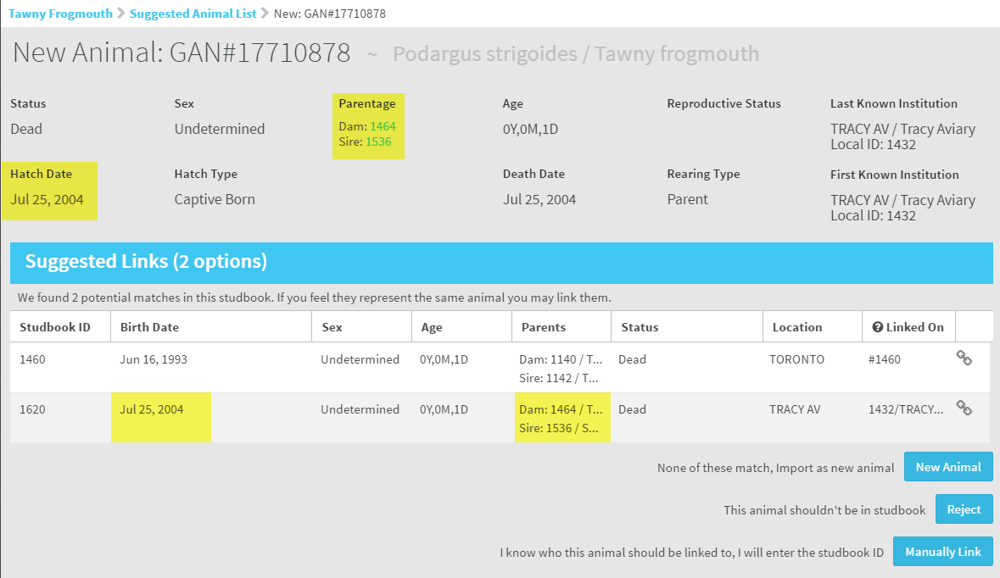 Tawny Frogmouth > Suggested Animal List > New: GAN#17710878
New Animal: GAN#17710878 ~ Podargus strigoides / Tawny frogmouth
Status Sex Parentage Age Reproductive Status Last Known Institution
Dead Undetermined Dam: 1464 0Y,0M,1D TRACY AV / Tracy Aviary
Sire: 1536 Local ID: 1432
Hatch Date Hatch Type Death Date Rearing Type First Known Institution
Jul 25, 2004 Captive Born Jul 25, 2004 Parent TRACY AV / Tracy Aviary
Local ID: 1432
Suggested Links (2 options)
We found 2 potential matches in this studbook. If you feel they represent the same animal you may link them.
Studbook ID Birth Date Sex Age Parents Status Location ? Linked On
1460 Jun 16, 1993 Undetermined 0Y,0M,1D Dam: 1140 / T... Dead TORONTO #1460
Sire: 1142 / T...
1620 Jul 25, 2004 Undetermined 0Y,0M,1D Dam: 1464 / T... Dead TRACY AV 1432/TRACY...
Sire: 1536 / S...
None of these match, Import as new animal New Animal
This animal shouldn't be in studbook Reject
I know who this animal should be linked to, I will enter the studbook ID Manually Link